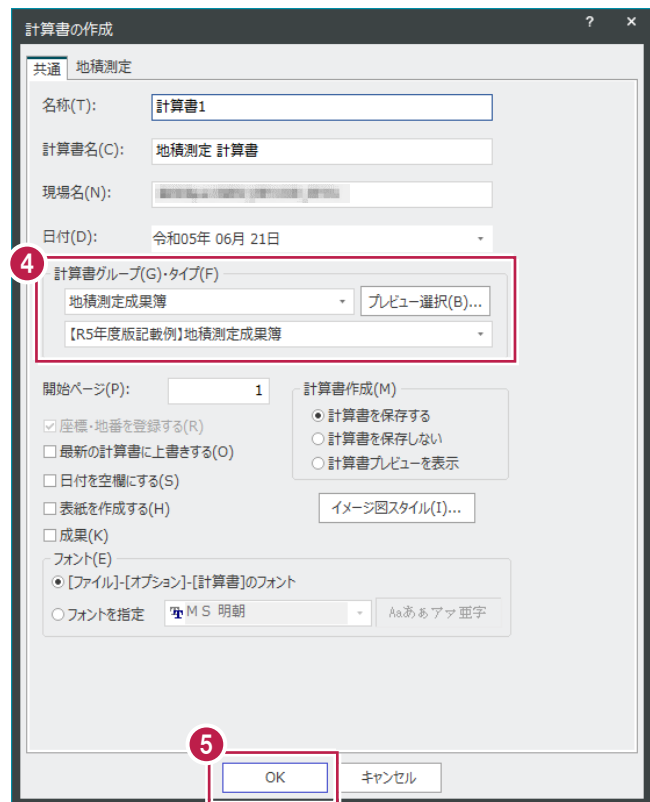 計算書の作成 ? ×
共通 地積測定
名称(T): 計算書1
計算書名(C): 地積測定 計算書
現場名(N):
日付(D): 令和05年 06月 21日
4
計算書グループ(G)・タイプ(F)
地積測定成果簿 プレビュー選択(B)...
【R5年度版記載例】地積測定成果簿
開始ページ(P): 1
計算書作成(M)
計算書を保存する
計算書を保存しない
計算書プレビューを表示
座標・地番を登録する(R)
最新の計算書に上書きする(O)
日付を空欄にする(S)
表紙を作成する(H)
イメージ図スタイル(I)...
成果(K)
フォント(E)
[ファイル]-[オプション]-[計算書]のフォント
フォントを指定 MS 明朝 Aaあぁアァ亜宇
5
OK キャンセル